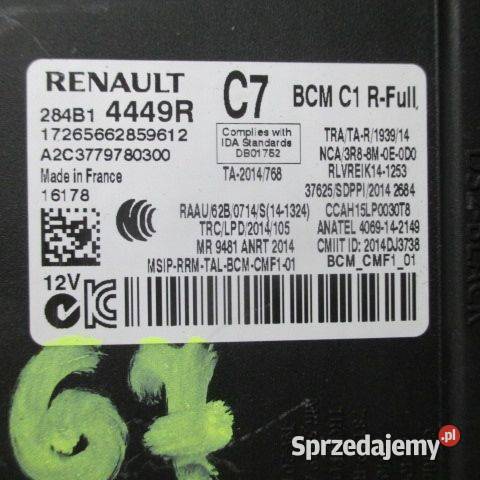 RENAULT C7 BCM C1 R-Full,
284B1 4449R
17265662859612
A2C3779780300
Made in France
16178
Complies with
IDA Standards
DB01752
TA-2014/768
TRA/TA-R/1939/14
NCA/3R8-8M-0E-0D0
RLVREIK14-1253
37625/SDPPI/2014 2684
RAAU/62B/0714/S(14-1324) CCAH15LP0030T8
TRC/LPD/2014/105 ANATEL 4069-14-2149
MR 9481 ANRT 2014 CMIIT ID: 2014DJ3738
MSIP-RRM-TAL-BCM-CMF1-01 BCM_CMF1_01
12V
67
Sprzedajemy.pl